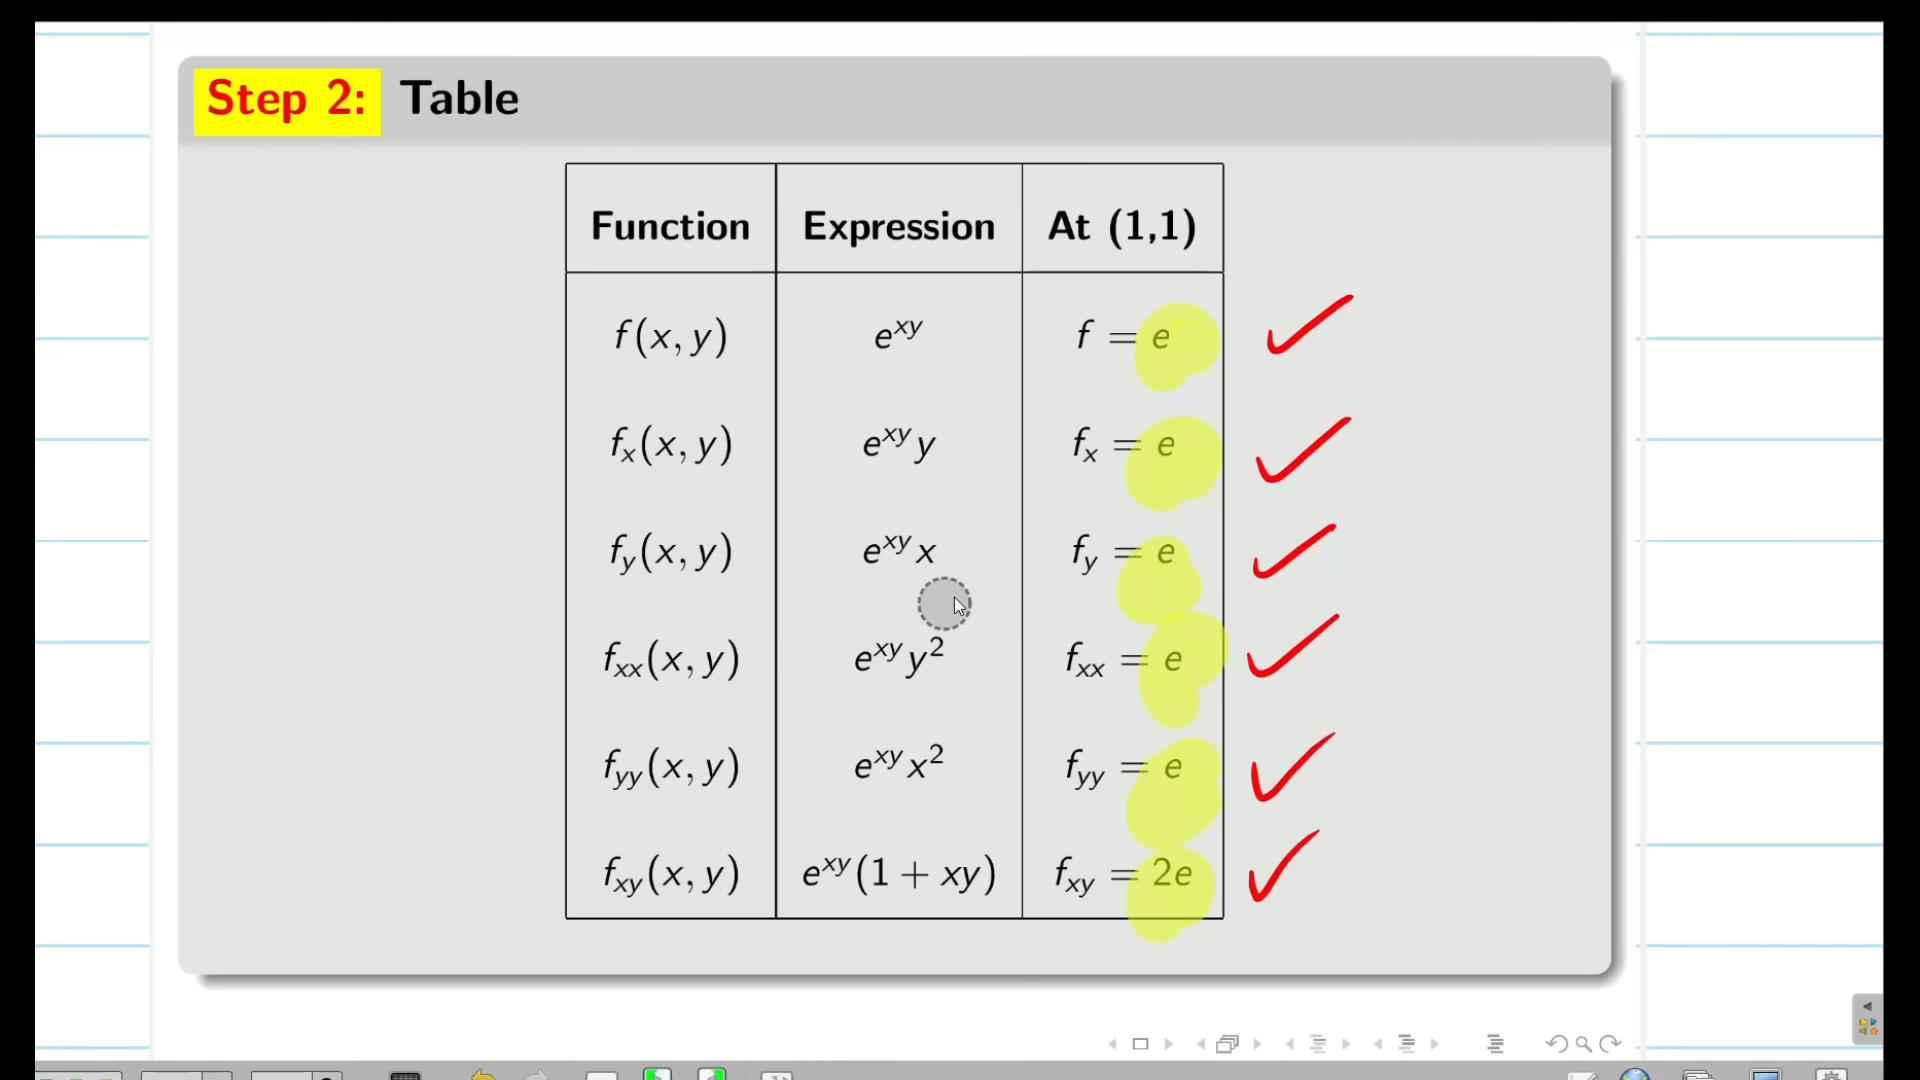 Step 2: Table
Function Expression At (1,1)
f(x, y) e^{xy} f = e
f_x(x, y) e^{xy}y f_x = e
f_y(x, y) e^{xy}x f_y = e
f_{xx}(x, y) e^{xy}y^2 f_{xx} = e
f_{yy}(x, y) e^{xy}x^2 f_{yy} = e
f_{xy}(x, y) e^{xy}(1 + xy) f_{xy} = 2e